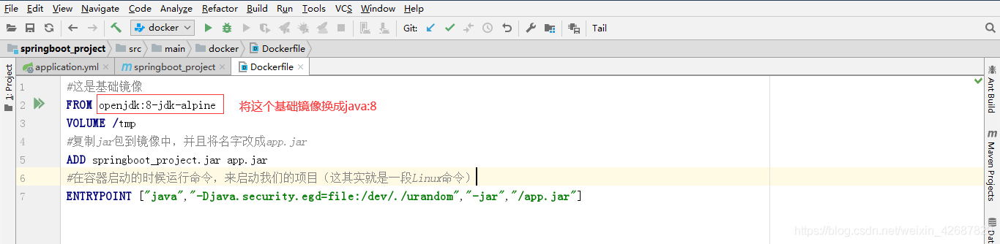 File Edit View Navigate Code Analyze Refactor Build Run Tools VCS Window Help
docker Git: Tail
springboot_project src main docker Dockerfile
application.yml springboot_project Dockerfile
1: Project
1 #这是基础镜像
2 FROM openjdk:8-jdk-alpine 将这个基础镜像换成java:8
3 VOLUME /tmp
4 #复制jar包到镜像中，并且将名字改成app.jar
5 ADD springboot_project.jar app.jar
6 #在容器启动的时候运行命令，来启动我们的项目（这其实就是一段Linux命令）
7 ENTRYPOINT ["java","-Djava.security.egd=file:/dev/./urandom","-jar","/app.jar"]
Ant Build
Maven Projects